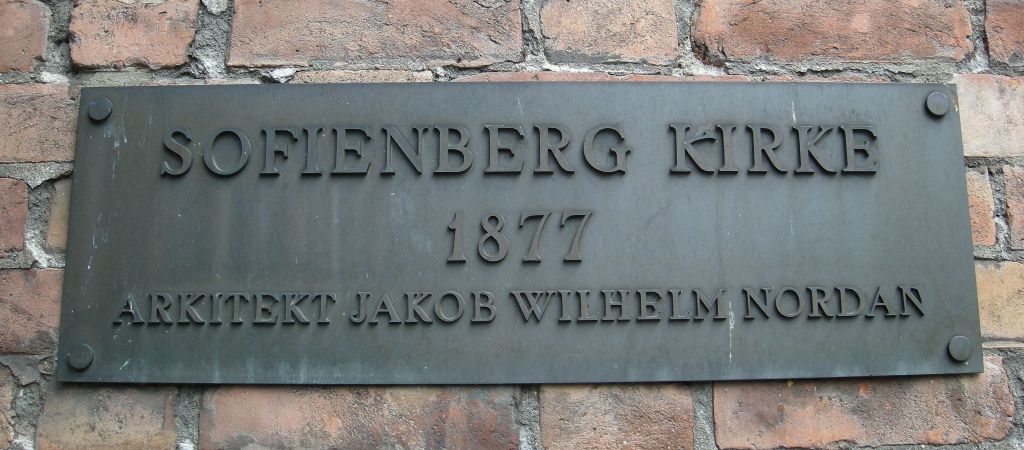 SOFIENBERG KIRKE
1877
ARKITEKT JAKOB WILHELM NORDAN